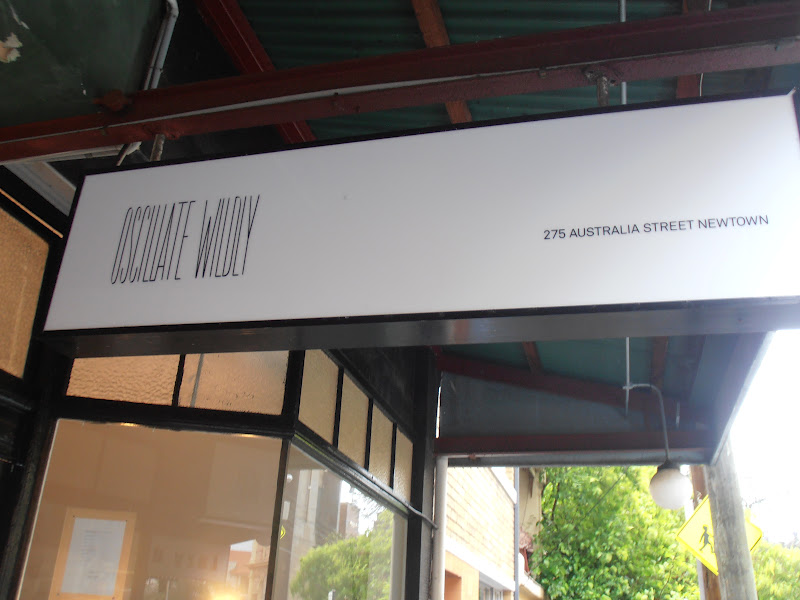 OSCILLATE WILDLY
275 AUSTRALIA STREET NEWTOWN